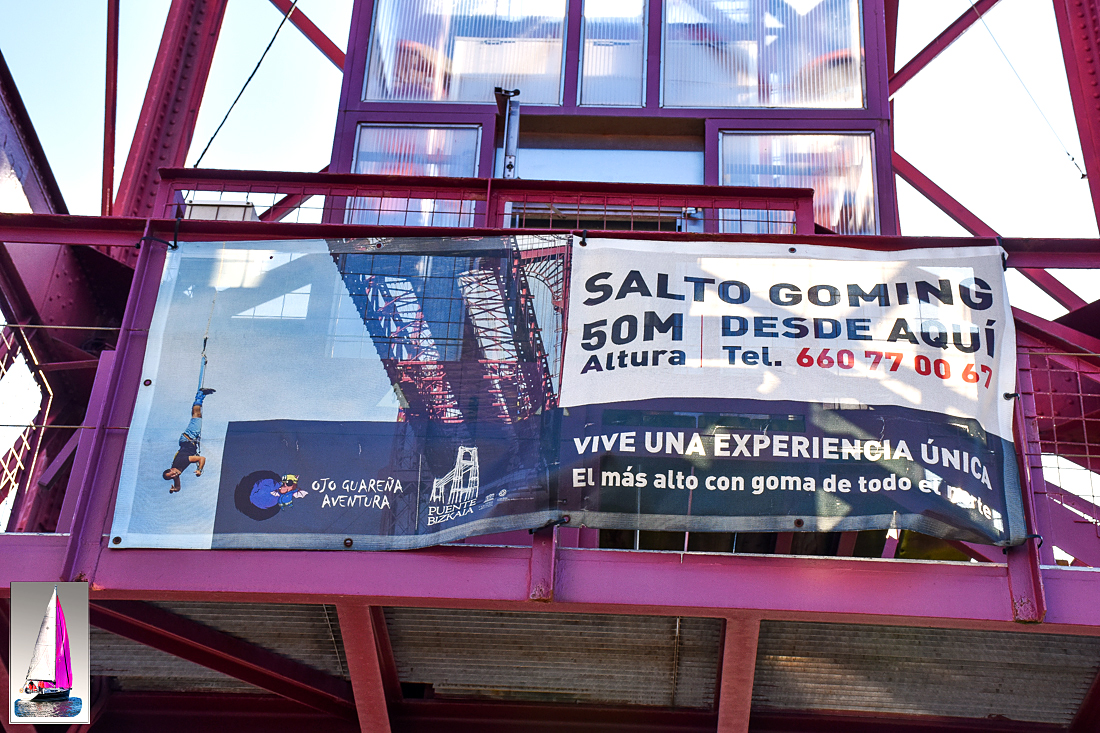 SALTO GOMING
50M DESDE AQUÍ
Altura Tel. 660 77 00 67
VIVE UNA EXPERIENCIA ÚNICA
El más alto con goma de todo el norte
OJO GUAREÑA
AVENTURA
PUENTE
BIZKAIA